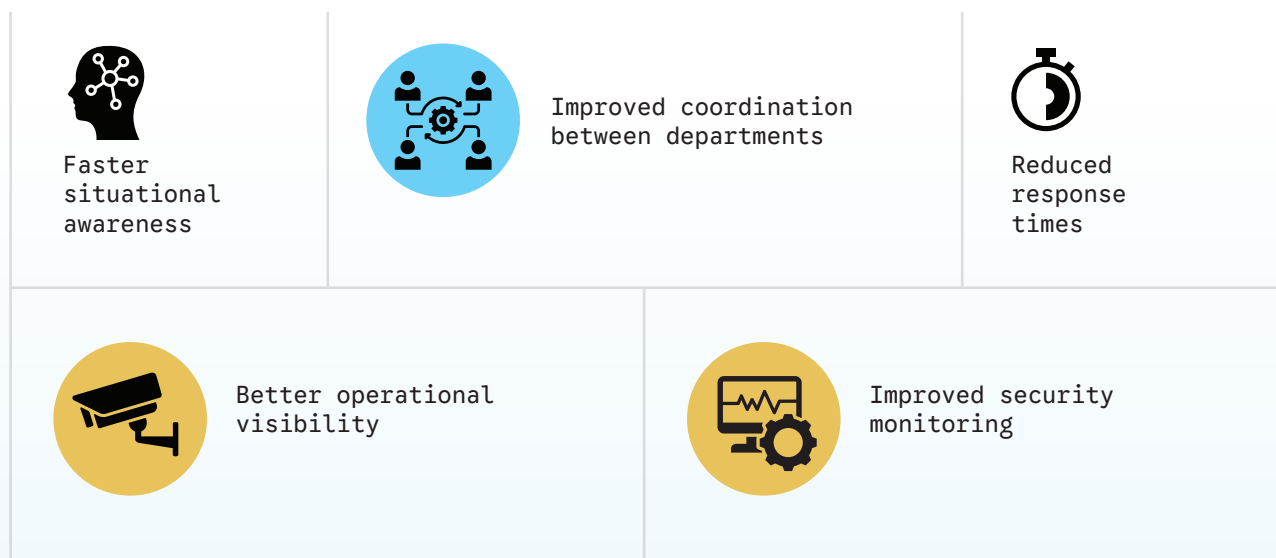 Faster
situational
awareness
Improved coordination
between departments
Reduced
response
times
Better operational
visibility
Improved security
monitoring